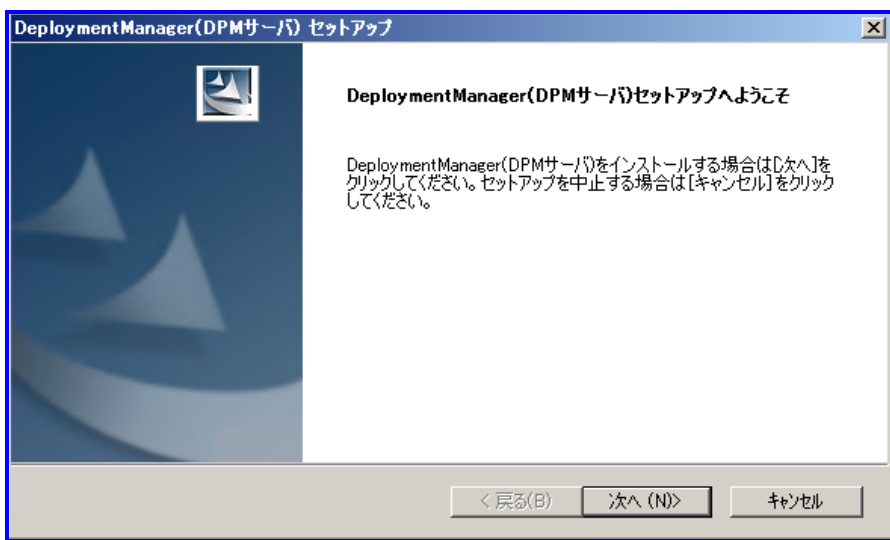 DeploymentManager(DPMサーバ) セットアップ
DeploymentManager(DPMサーバ)セットアップへようこそ
DeploymentManager(DPMサーバ)をインストールする場合は[次へ]を
クリックしてください。セットアップを中止する場合は[キャンセル]をクリック
してください。
< 戻る(B)
次へ (N)>
キャンセル